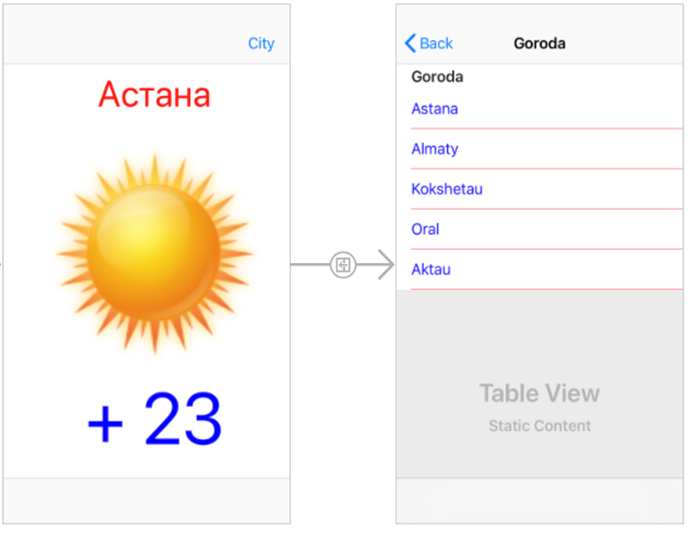 City
Астана
+ 23
Back
Goroda
Goroda
Astana
Almaty
Kokshetau
Oral
Aktau
Table View
Static Content